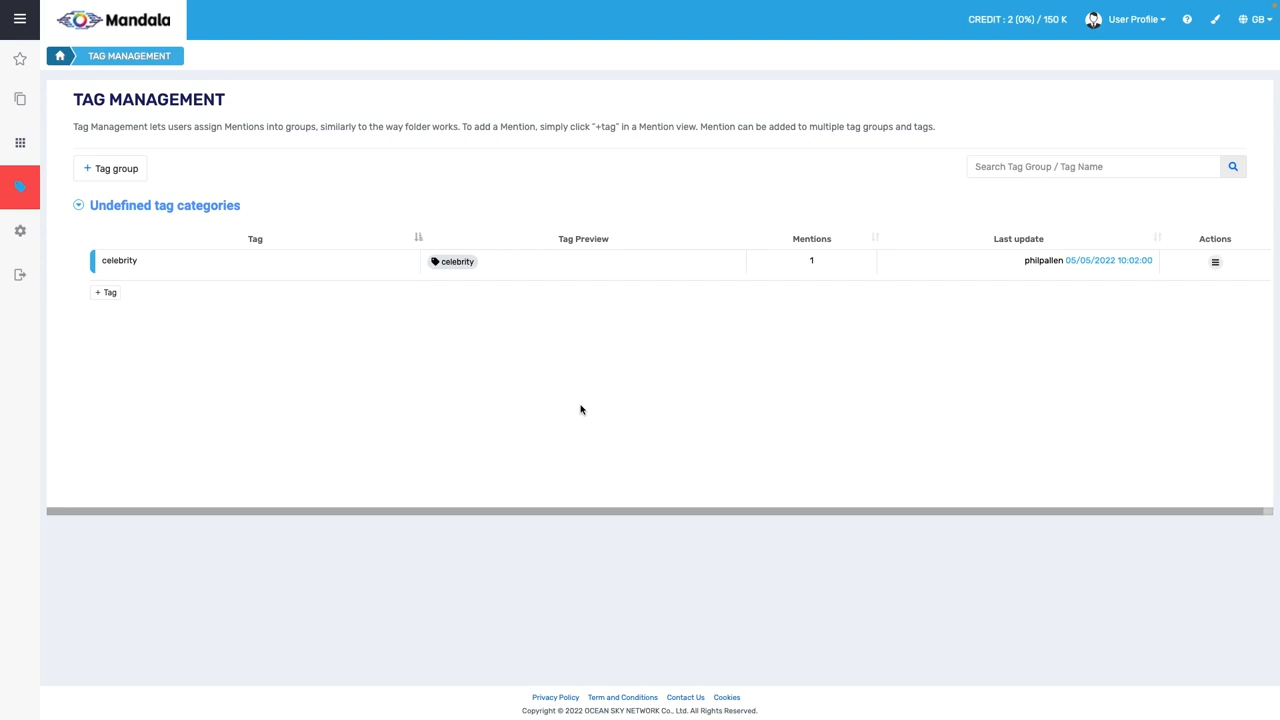 Mandala
CREDIT : 2 (0%) / 150 K
User Profile
GB
TAG MANAGEMENT
TAG MANAGEMENT
Tag Management lets users assign Mentions into groups, similarly to the way folder works. To add a Mention, simply click "+tag" in a Mention view. Mention can be added to multiple tag groups and tags.
+ Tag group
Search Tag Group / Tag Name
Undefined tag categories
Tag
Tag Preview
Mentions
Last update
Actions
celebrity
celebrity
1
philpallen 05/05/2022 10:02:00
+ Tag
Privacy Policy Term and Conditions Contact Us Cookies
Copyright © 2022 OCEAN SKY NETWORK Co., Ltd. All Rights Reserved.